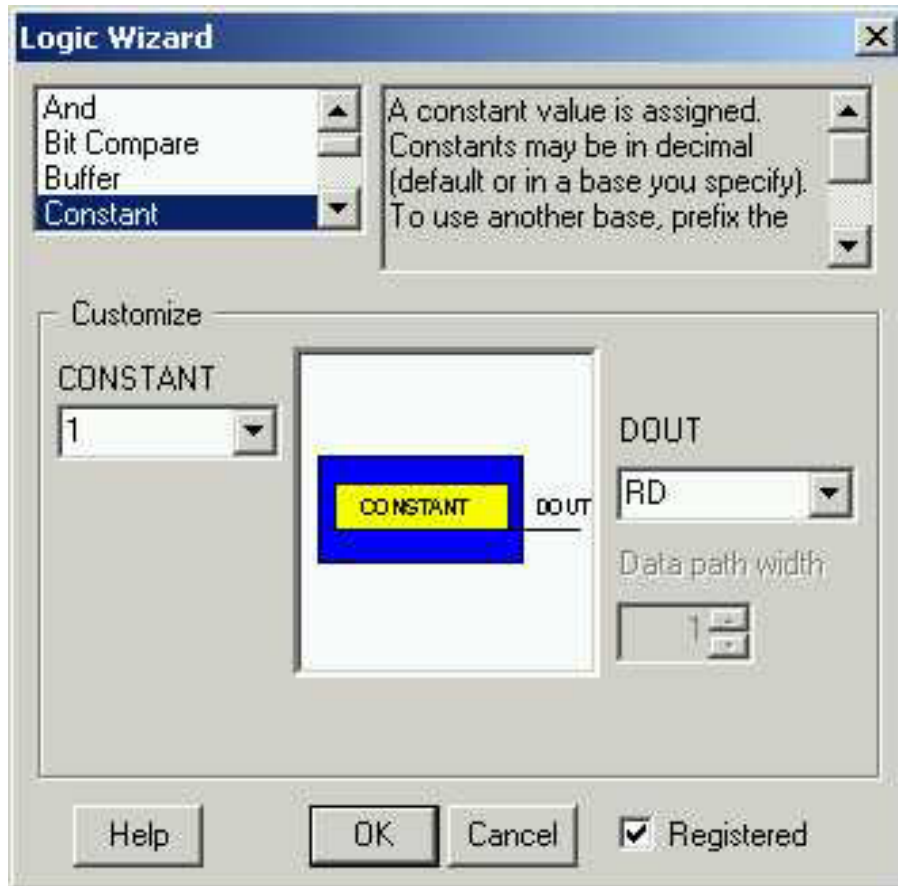 Logic Wizard
And
Bit Compare
Buffer
Constant
A constant value is assigned.
Constants may be in decimal
(default or in a base you specify).
To use another base, prefix the
Customize
CONSTANT
1
CONSTANT
DOUT
DOUT
RD
Data path width
1
Help
OK
Cancel
Registered